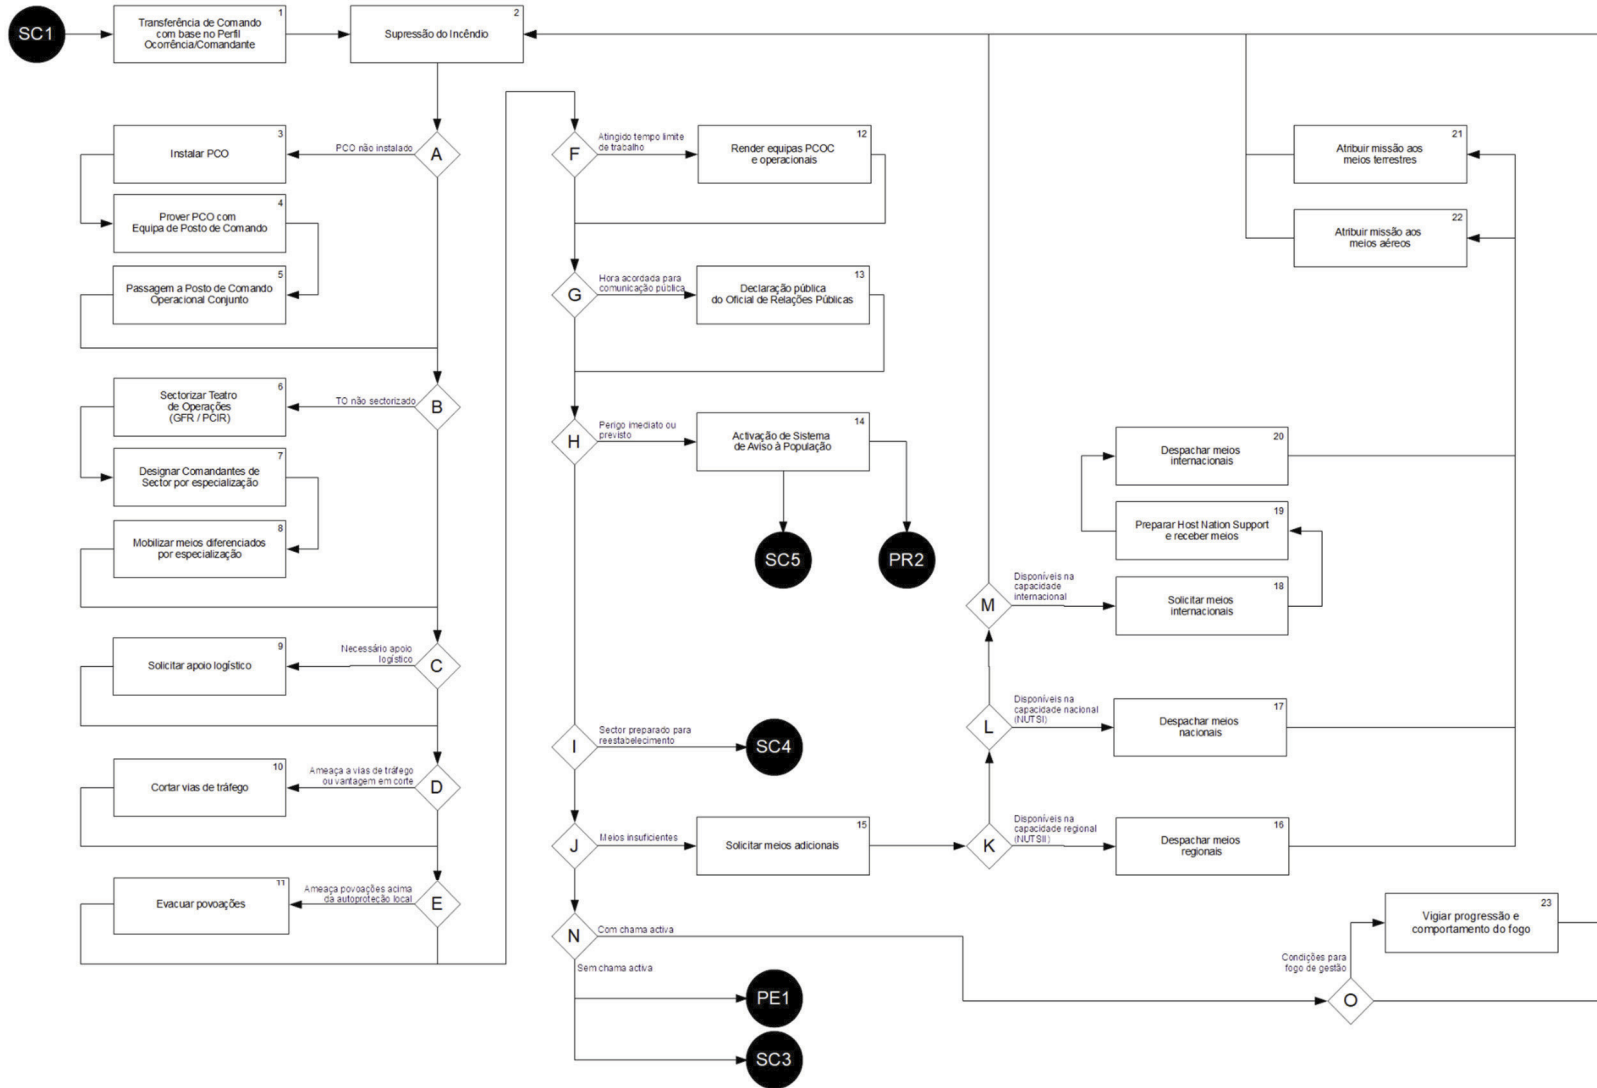 SC1
1
Transferência de Comando
com base no Perfil
Ocorrência/Comandante
2
Supressão do Incêndio
A
PCO não instalado
3
Instalar PCO
4
Prover PCO com
Equipa de Posto de Comando
5
Passagem a Posto de Comando
Operacional Conjunto
B
TO não sectorizado
6
Sectorizar Teatro
de Operações
(GFR / PCIR)
7
Designar Comandantes de
Sector por especialização
8
Mobilizar meios diferenciados
por especialização
C
Necessário apoio
logístico
9
Solicitar apoio logístico
D
Ameaça a vias de tráfego
ou vantagem em corte
10
Cortar vias de tráfego
E
Ameaça povoações acima
da autoproteção local
11
Evacuar povoações
F
Atingido tempo limite
de trabalho
12
Render equipas PCOC
e operacionais
G
Hora acordada para
comunicação pública
13
Declaração pública
do Oficial de Relações Públicas
H
Perigo imediato ou
previsto
14
Activação de Sistema
de Aviso à População
SC5
PR2
I
Sector preparado para
reestabelecimento
SC4
J
Meios insuficientes
15
Solicitar meios adicionais
K
Disponíveis na
capacidade regional
(NUTSII)
16
Despachar meios
regionais
L
Disponíveis na
capacidade nacional
(NUTSI)
17
Despachar meios
nacionais
M
Disponíveis na
capacidade
internacional
18
Solicitar meios
internacionais
19
Preparar Host Nation Support
e receber meios
20
Despachar meios
internacionais
21
Atribuir missão aos
meios terrestres
22
Atribuir missão aos
meios aéreos
N
Com chama activa
Sem chama activa
PE1
SC3
O
Condições para
fogo de gestão
23
Vigiar progressão e
comportamento do fogo